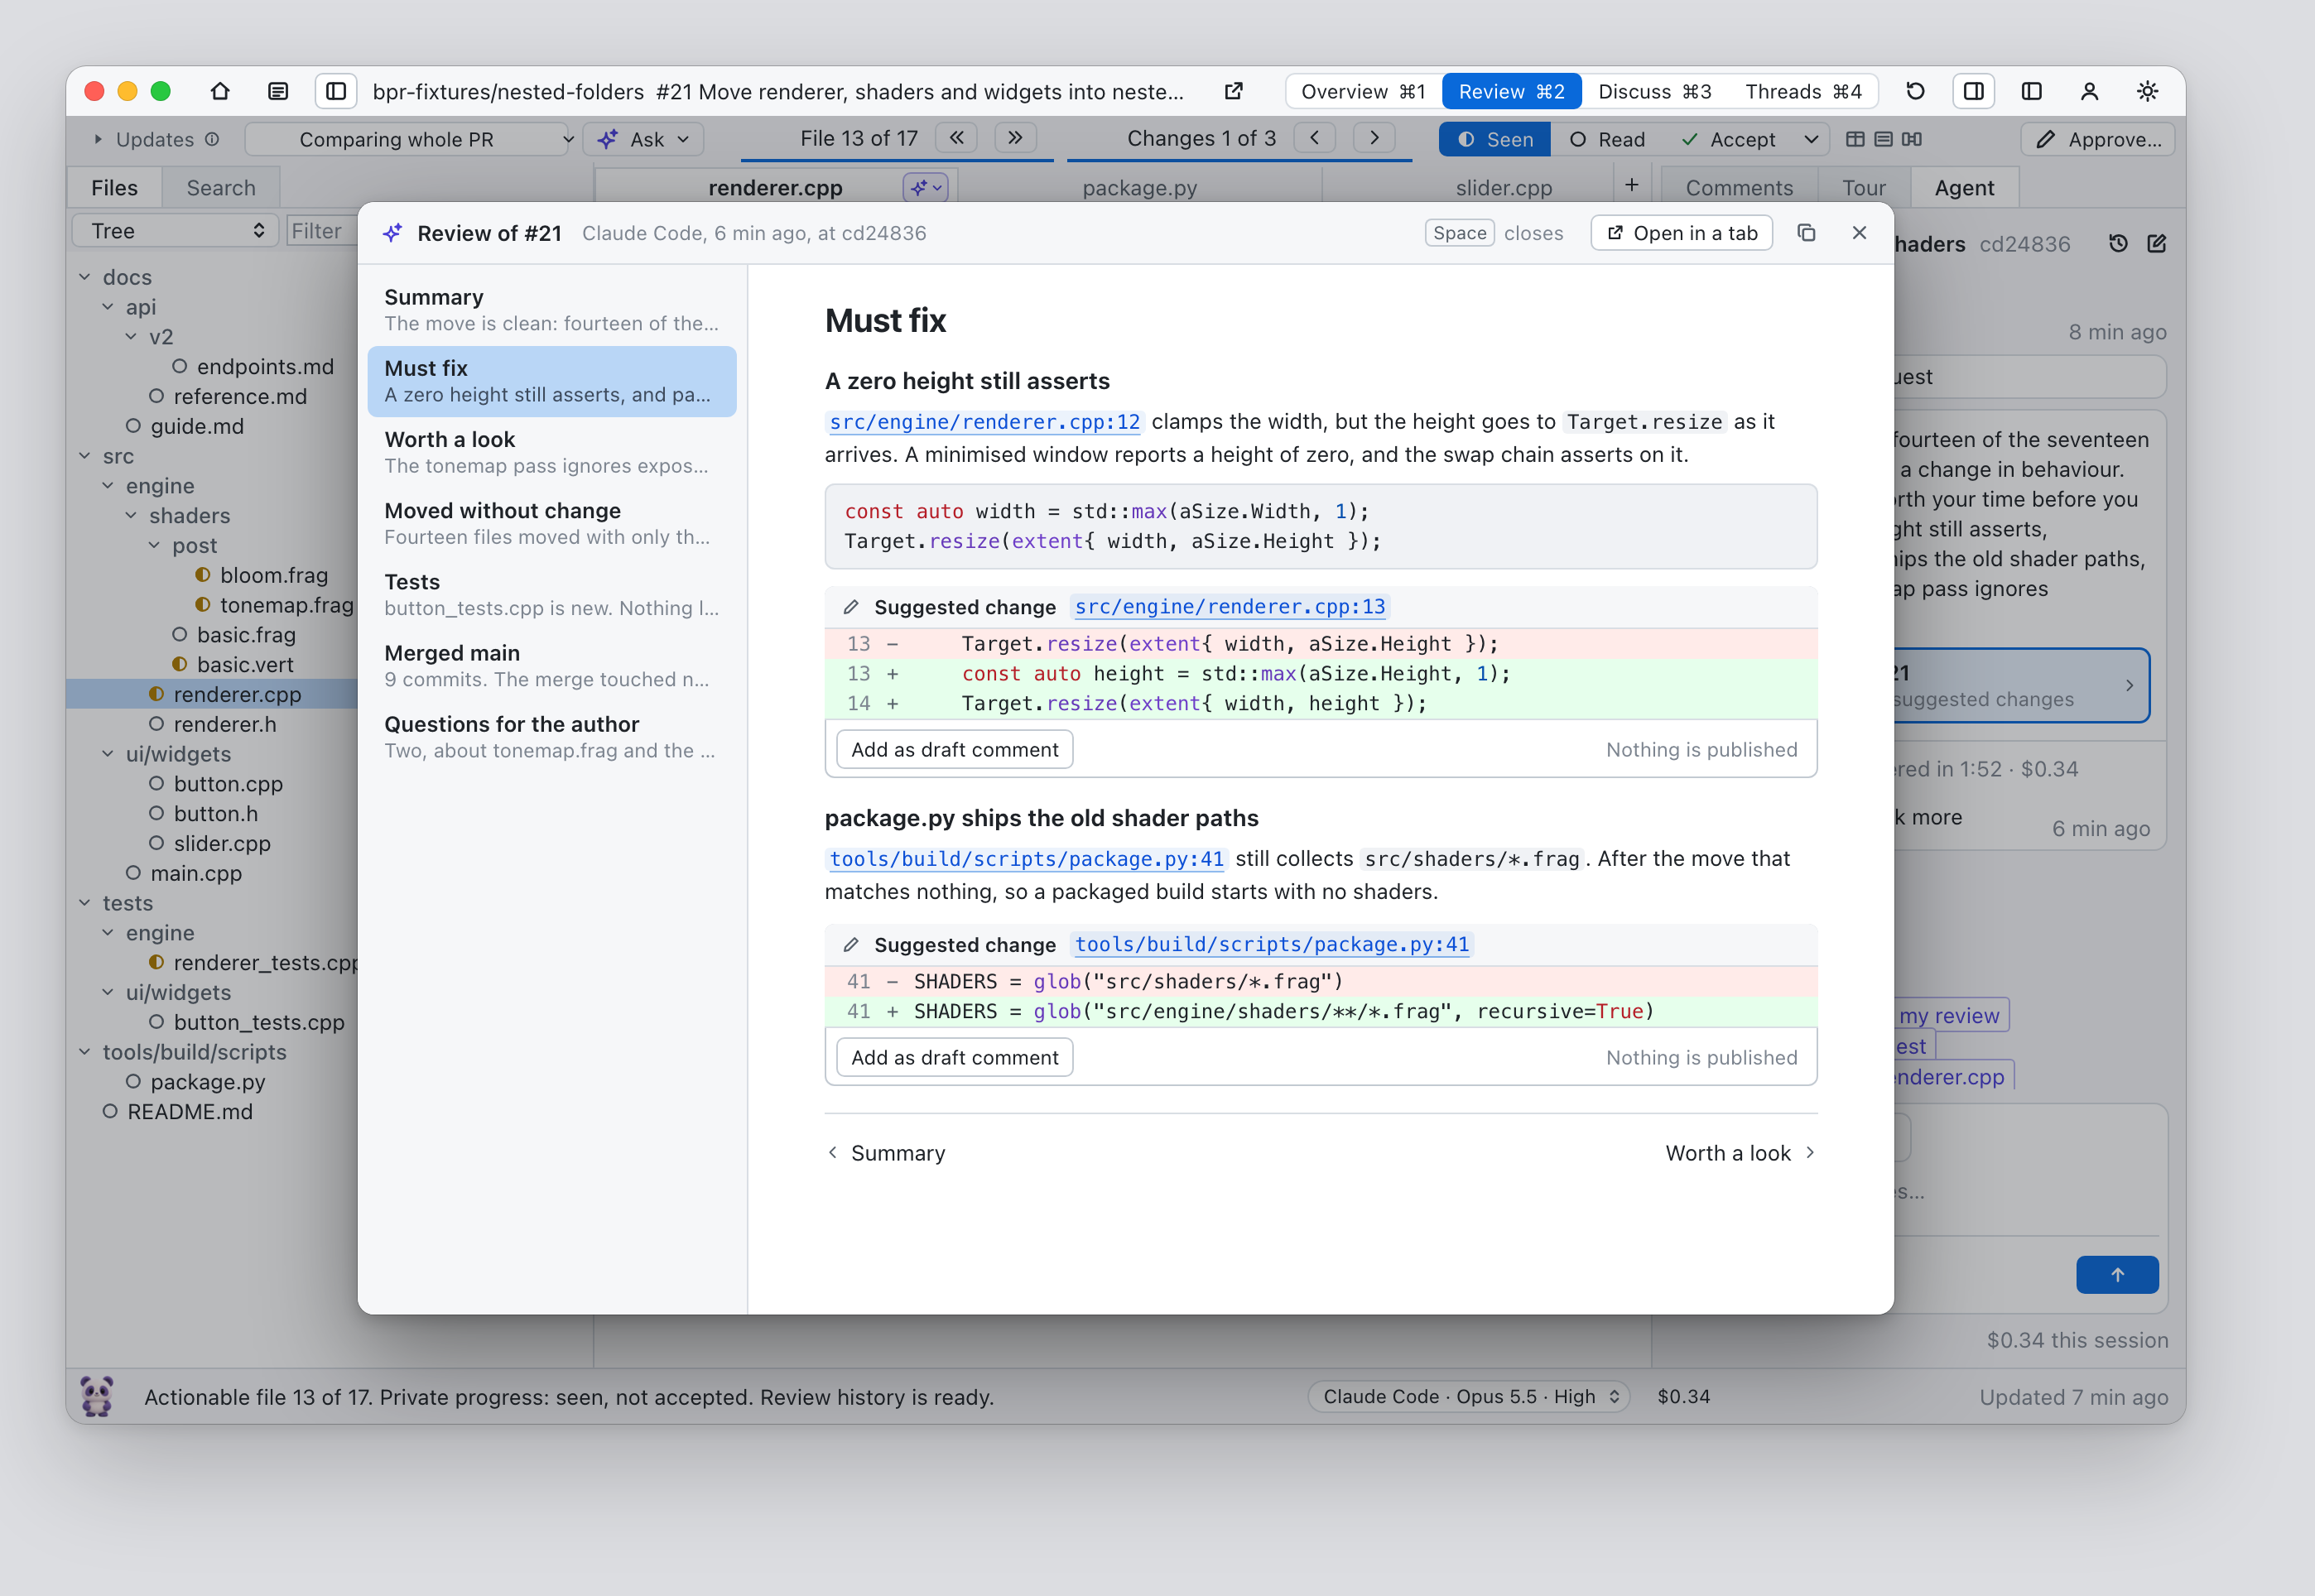 bpr-fixtures/nested-folders #21 Move renderer, shaders and widgets into neste...
Overview ⌘1 Review ⌘2 Discuss ⌘3 Threads ⌘4
Updates Comparing whole PR Ask File 13 of 17 Changes 1 of 3 Seen Read Accept Approve...
Files Search renderer.cpp package.py slider.cpp + Comments Tour Agent
Tree Filter
docs
api
v2
endpoints.md
reference.md
guide.md
src
engine
shaders
post
bloom.frag
tonemap.frag
basic.frag
basic.vert
renderer.cpp
renderer.h
ui/widgets
button.cpp
button.h
slider.cpp
main.cpp
tests
engine
renderer_tests.cpp
ui/widgets
button_tests.cpp
tools/build/scripts
package.py
README.md
Review of #21 Claude Code, 6 min ago, at cd24836
Space closes Open in a tab
Summary
The move is clean: fourteen of the...
Must fix
A zero height still asserts, and pa...
Worth a look
The tonemap pass ignores expos...
Moved without change
Fourteen files moved with only th...
Tests
button_tests.cpp is new. Nothing l...
Merged main
9 commits. The merge touched n...
Questions for the author
Two, about tonemap.frag and the ...
Must fix
A zero height still asserts
src/engine/renderer.cpp:12 clamps the width, but the height goes to Target.resize as it
arrives. A minimised window reports a height of zero, and the swap chain asserts on it.
const auto width = std::max(aSize.Width, 1);
Target.resize(extent{ width, aSize.Height });
Suggested change src/engine/renderer.cpp:13
13 − Target.resize(extent{ width, aSize.Height });
13 + const auto height = std::max(aSize.Height, 1);
14 + Target.resize(extent{ width, height });
Add as draft comment Nothing is published
package.py ships the old shader paths
tools/build/scripts/package.py:41 still collects src/shaders/*.frag. After the move that
matches nothing, so a packaged build starts with no shaders.
Suggested change tools/build/scripts/package.py:41
41 − SHADERS = glob("src/shaders/*.frag")
41 + SHADERS = glob("src/engine/shaders/**/*.frag", recursive=True)
Add as draft comment Nothing is published
Summary Worth a look
cd24836
8 min ago
fourteen of the seventeen
a change in behaviour.
your time before you
still asserts,
the old shader paths,
pass ignores
suggested changes
in 1:52 · $0.34
more
6 min ago
my review
$0.34 this session
Actionable file 13 of 17. Private progress: seen, not accepted. Review history is ready.
Claude Code · Opus 5.5 · High $0.34 Updated 7 min ago